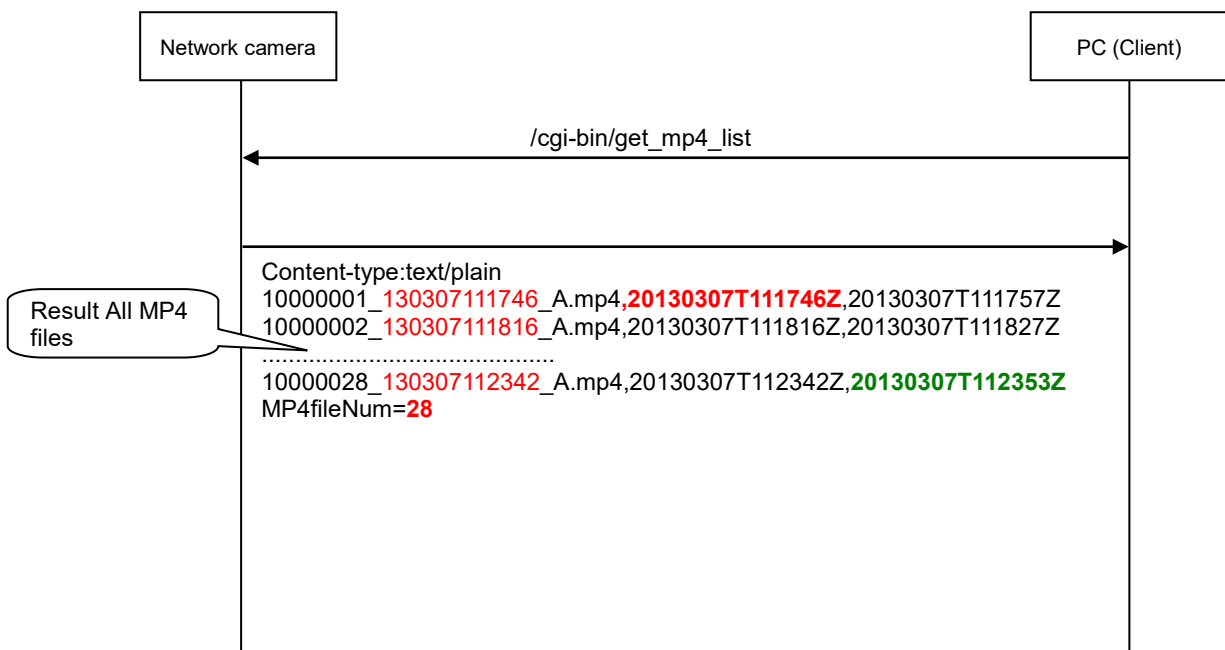 Network camera
PC (Client)
/cgi-bin/get_mp4_list
Content-type:text/plain
10000001_130307111746_A.mp4,20130307T111746Z,20130307T111757Z
10000002_130307111816_A.mp4,20130307T111816Z,20130307T111827Z
............................................
10000028_130307112342_A.mp4,20130307T112342Z,20130307T112353Z
MP4fileNum=28
Result All MP4
files